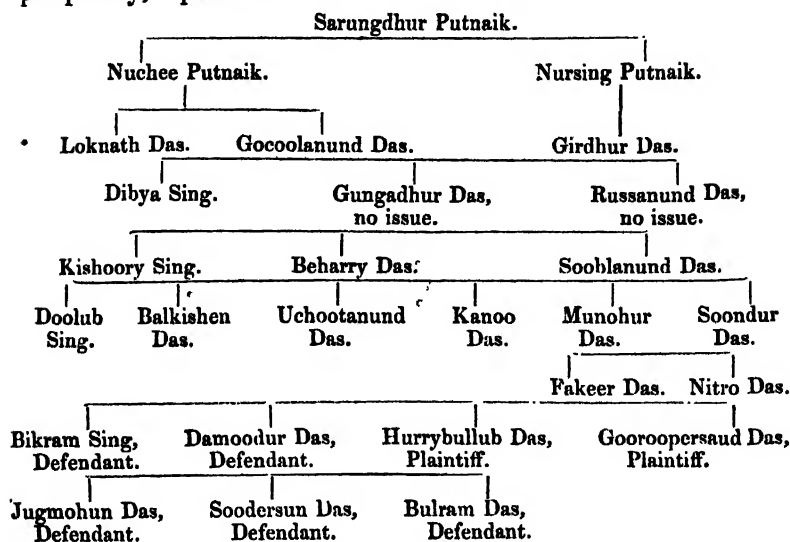 Sarungdhur Putnaik.
Nuchee Putnaik. Nursing Putnaik.
Loknath Das. Gocoolanund Das. Girdhur Das.
Dibya Sing. Gungadhur Das, Russanund Das,
no issue. no issue.
Kishoory Sing. Beharry Das. Sooblanund Das.
Doolub Balkishen Uchootanund Kanoo Munohur Soondur
Sing. Das. Das. Das. Das. Das.
Fakeer Das. Nitro Das.
Bikram Sing, Damoodur Das, Hurrybullub Das, Gooroopersaud Das,
Defendant. Defendant. Plaintiff. Plaintiff.
Jugmohun Das, Soodersun Das, Bulram Das,
Defendant. Defendant. Defendant.